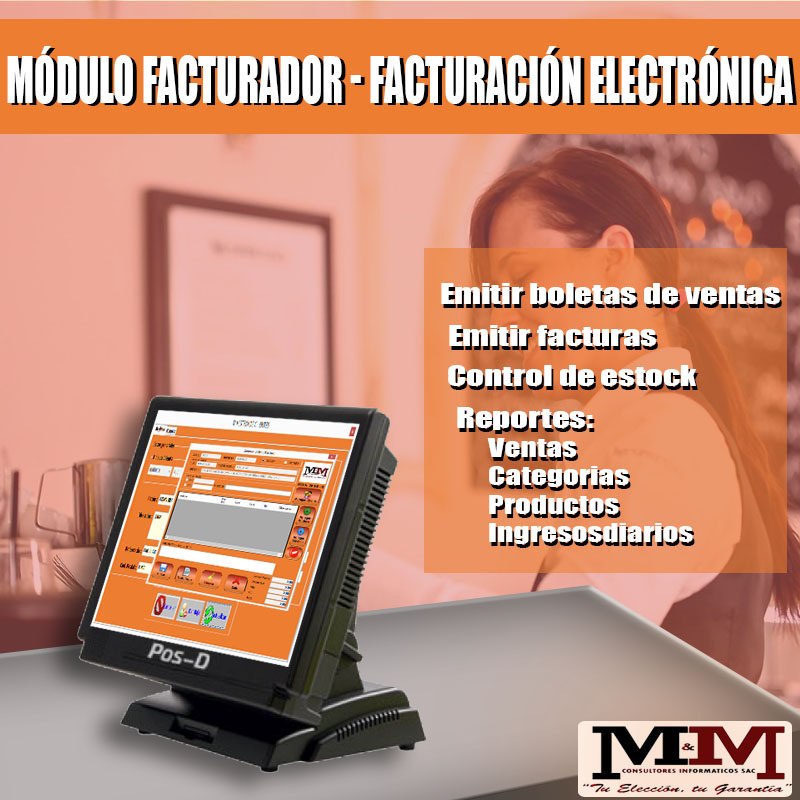 MÓDULO FACTURADOR - FACTURACIÓN ELECTRÓNICA
Emitir boletas de ventas
Emitir facturas
Control de estock
Reportes:
Ventas
Categorias
Productos
Ingresosdiarios
Pos-D
M&M
M&M
CONSULTORES INFORMATICOS SAC
"Tu Elección, tu Garantía"